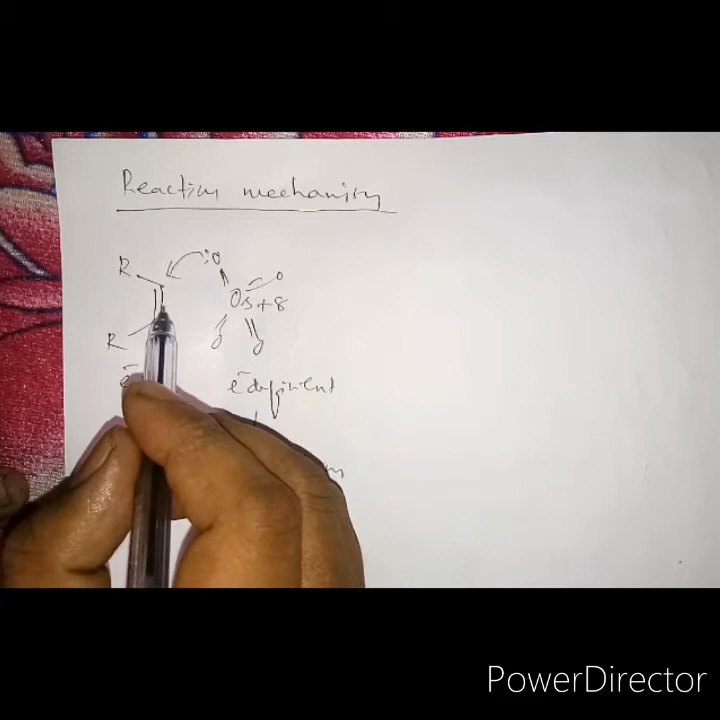 Reaction mechanism
R :O O
Os +8
R O O
e- e- deficient
PowerDirector